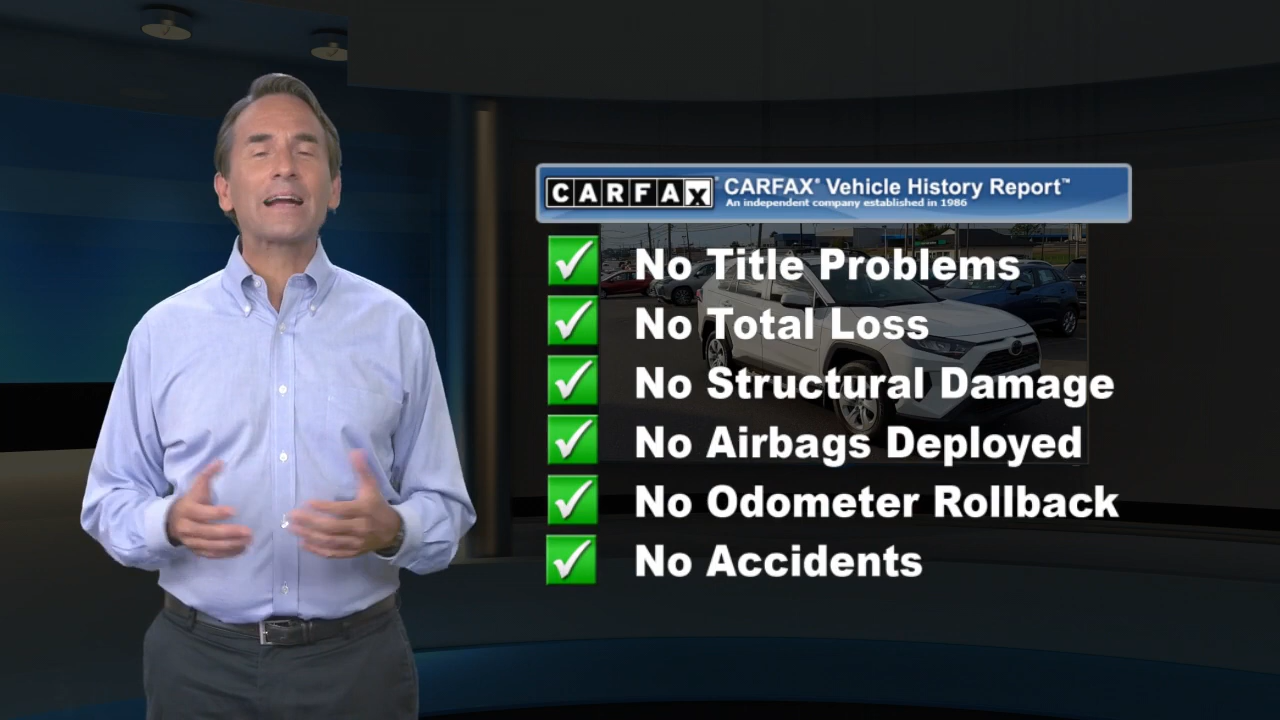 CARFAX
CARFAX® Vehicle History Report™
An independent company established in 1986
No Title Problems
No Total Loss
No Structural Damage
No Airbags Deployed
No Odometer Rollback
No Accidents